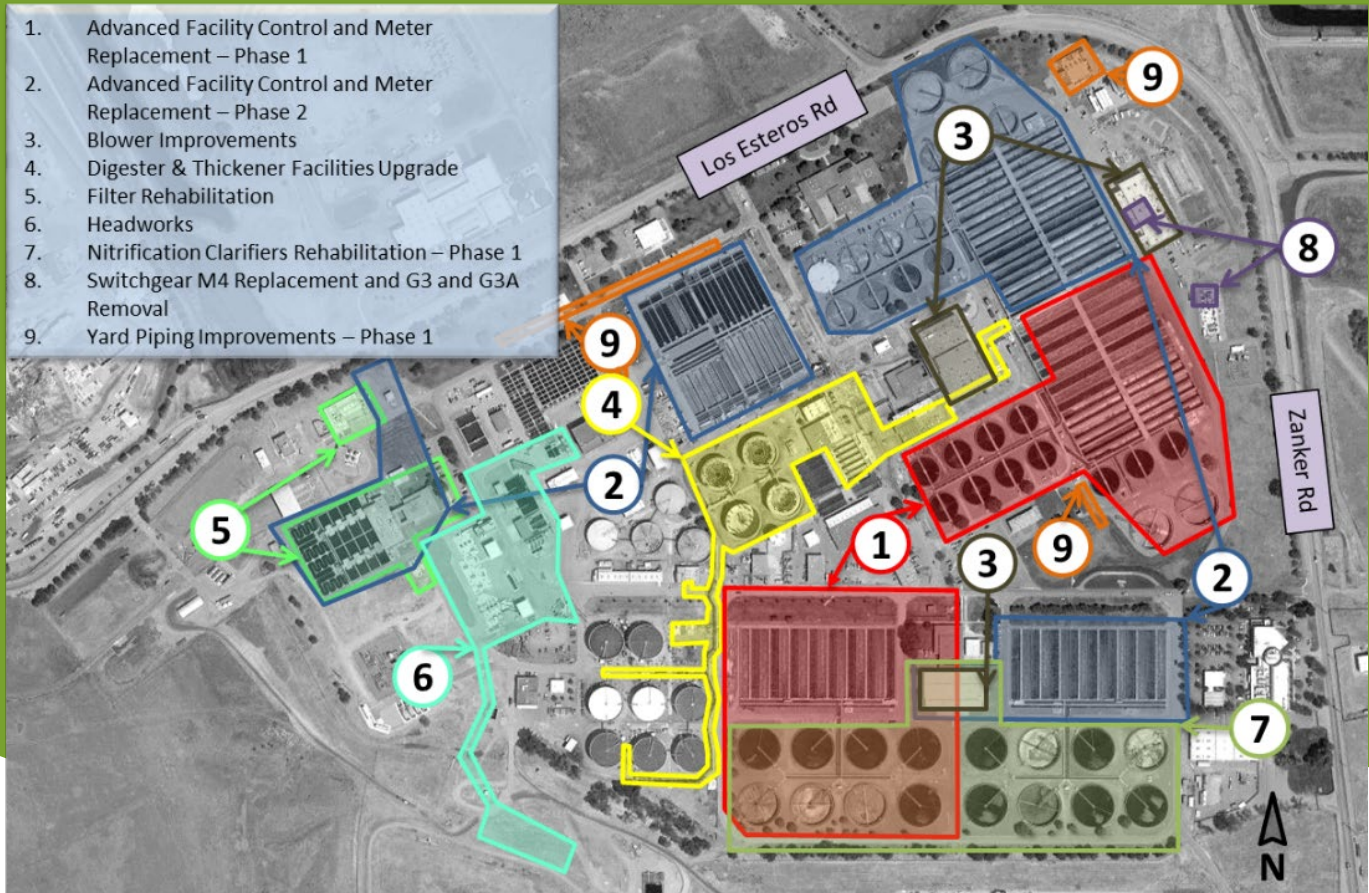 1. Advanced Facility Control and Meter
Replacement – Phase 1
2. Advanced Facility Control and Meter
Replacement – Phase 2
3. Blower Improvements
4. Digester & Thickener Facilities Upgrade
5. Filter Rehabilitation
6. Headworks
7. Nitrification Clarifiers Rehabilitation – Phase 1
8. Switchgear M4 Replacement and G3 and G3A
Removal
9. Yard Piping Improvements – Phase 1
Los Esteros Rd
9
3
8
9
4
Zanker Rd
2
5
1
9
3
2
6
7
N